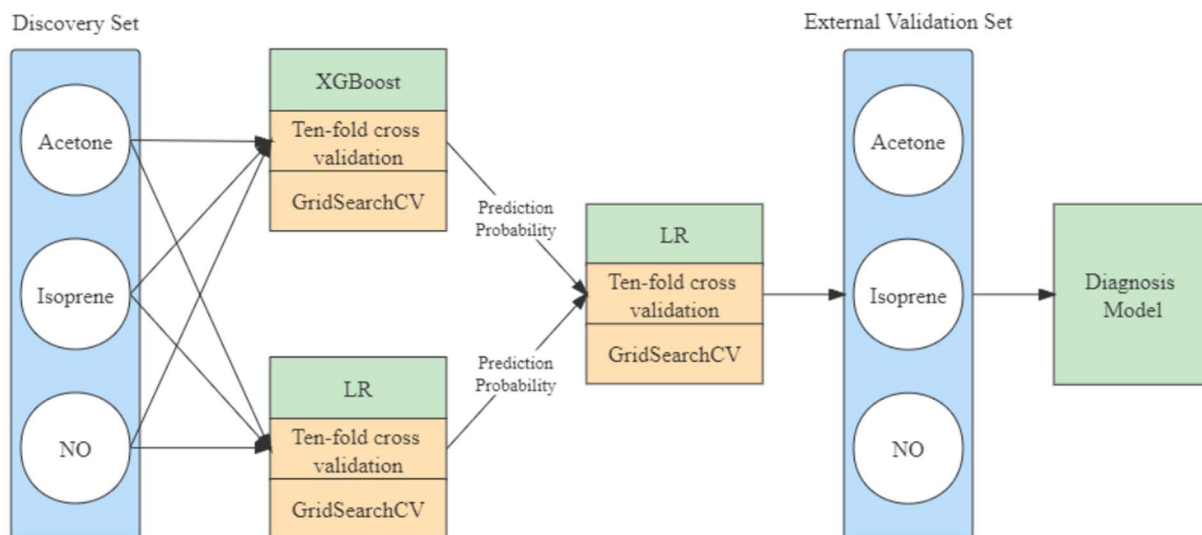 Discovery Set
Acetone
Isoprene
NO
XGBoost
Ten-fold cross
validation
GridSearchCV
LR
Ten-fold cross
validation
GridSearchCV
Prediction
Probability
Prediction
Probability
LR
Ten-fold cross
validation
GridSearchCV
External Validation Set
Acetone
Isoprene
NO
Diagnosis
Model